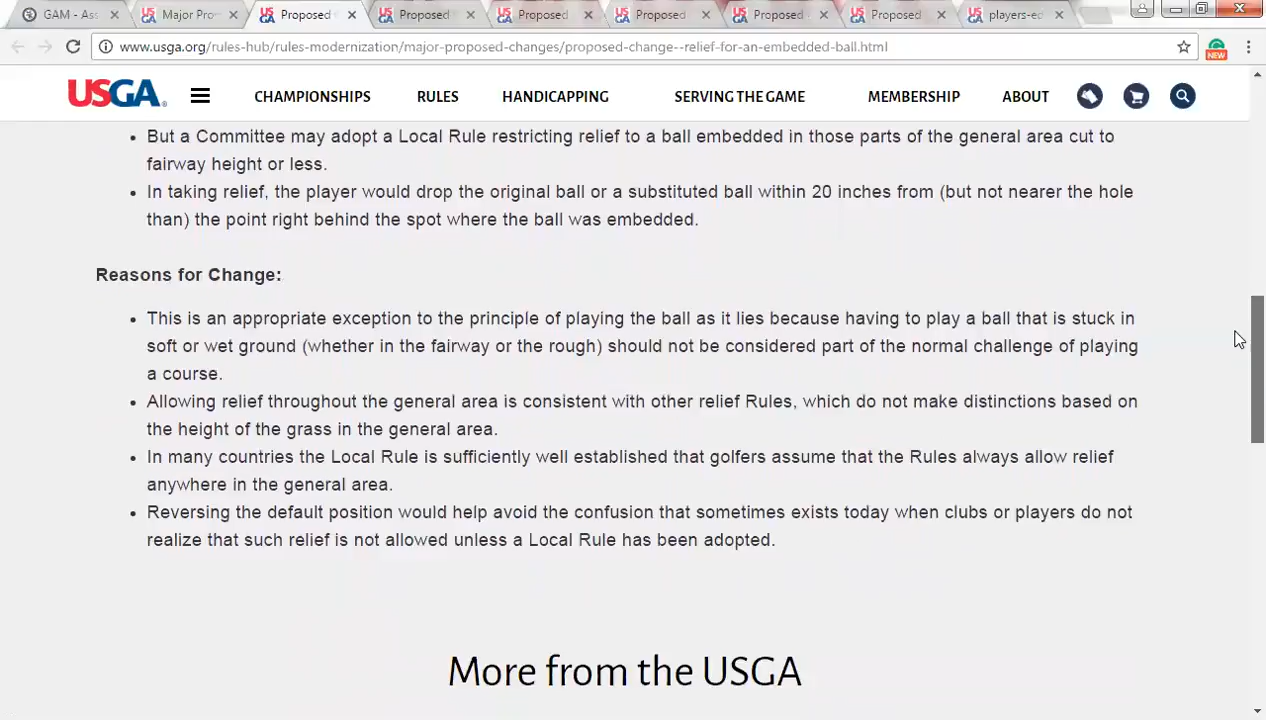 GAM - Ass
Major Pro
Proposed
Proposed
Proposed
Proposed
Proposed
Proposed
players-ed
www.usga.org/rules-hub/rules-modernization/major-proposed-changes/proposed-change--relief-for-an-embedded-ball.html
NEW
USGA
CHAMPIONSHIPS
RULES
HANDICAPPING
SERVING THE GAME
MEMBERSHIP
ABOUT
• But a Committee may adopt a Local Rule restricting relief to a ball embedded in those parts of the general area cut to
fairway height or less.
• In taking relief, the player would drop the original ball or a substituted ball within 20 inches from (but not nearer the hole
than) the point right behind the spot where the ball was embedded.
Reasons for Change:
• This is an appropriate exception to the principle of playing the ball as it lies because having to play a ball that is stuck in
soft or wet ground (whether in the fairway or the rough) should not be considered part of the normal challenge of playing
a course.
• Allowing relief throughout the general area is consistent with other relief Rules, which do not make distinctions based on
the height of the grass in the general area.
• In many countries the Local Rule is sufficiently well established that golfers assume that the Rules always allow relief
anywhere in the general area.
• Reversing the default position would help avoid the confusion that sometimes exists today when clubs or players do not
realize that such relief is not allowed unless a Local Rule has been adopted.
More from the USGA